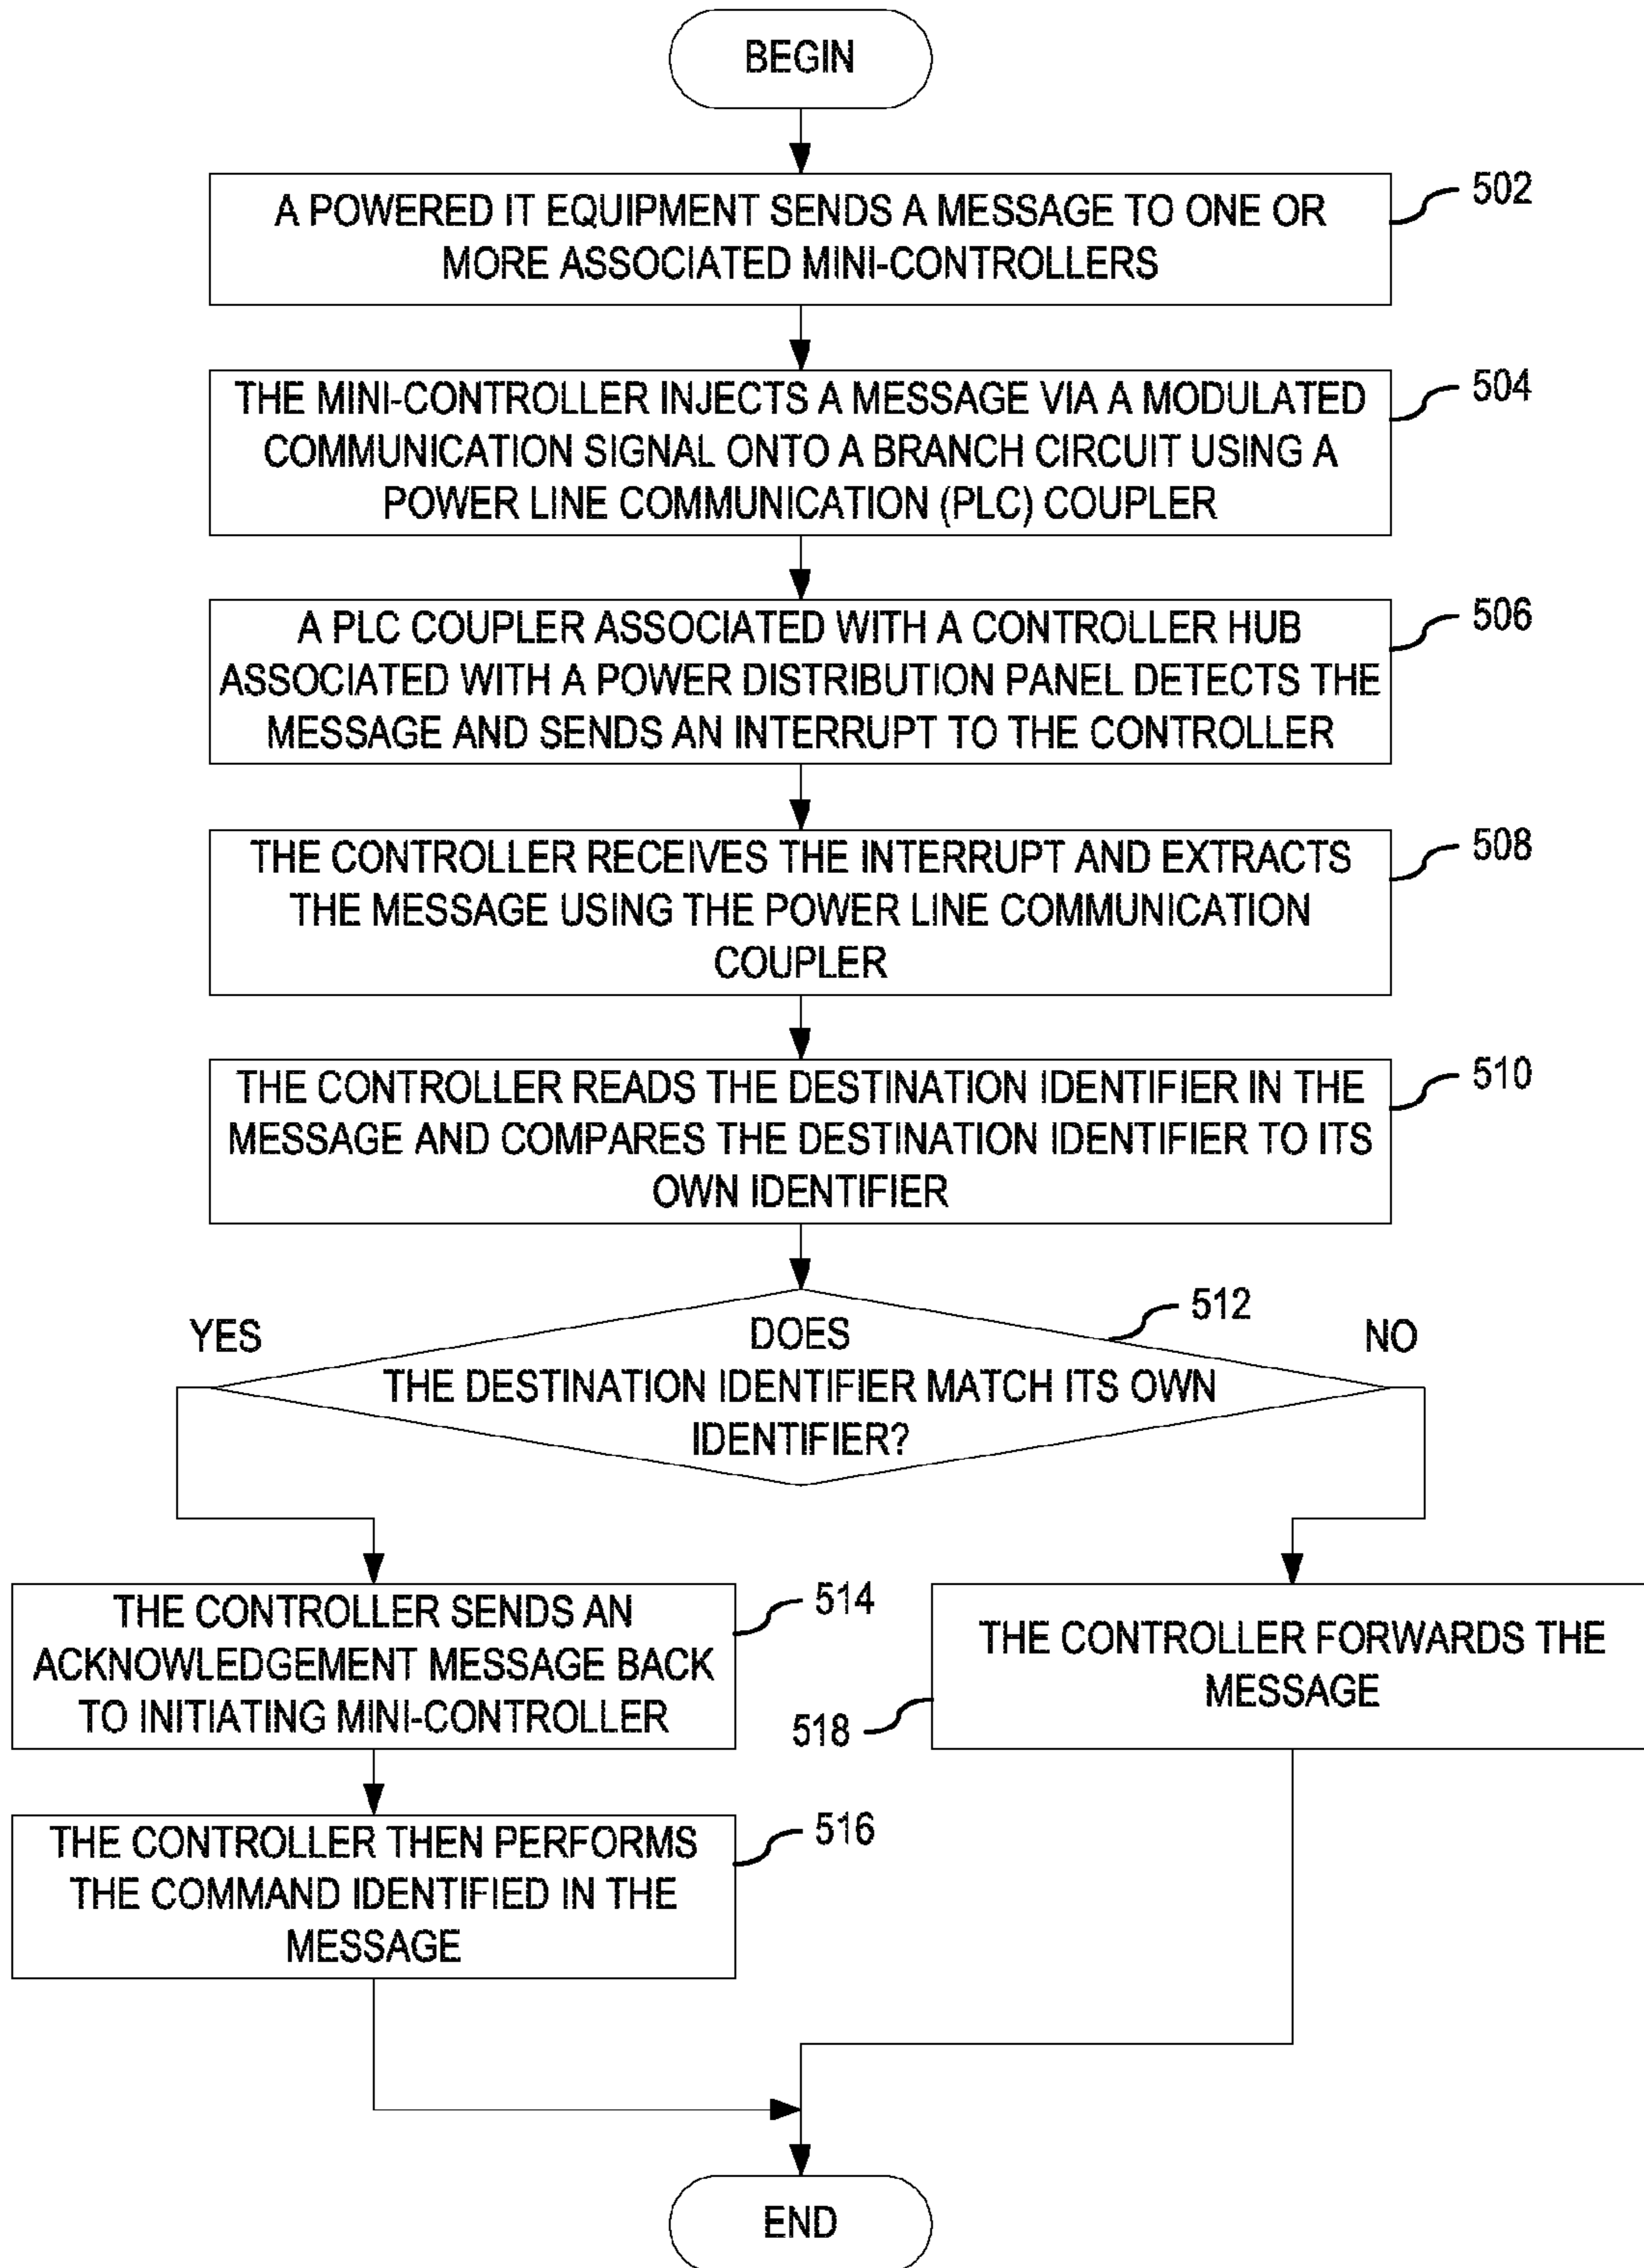 BEGIN
A POWERED IT EQUIPMENT SENDS A MESSAGE TO ONE OR
MORE ASSOCIATED MINI-CONTROLLERS
502
THE MINI-CONTROLLER INJECTS A MESSAGE VIA A MODULATED
COMMUNICATION SIGNAL ONTO A BRANCH CIRCUIT USING A
POWER LINE COMMUNICATION (PLC) COUPLER
504
A PLC COUPLER ASSOCIATED WITH A CONTROLLER HUB
ASSOCIATED WITH A POWER DISTRIBUTION PANEL DETECTS THE
MESSAGE AND SENDS AN INTERRUPT TO THE CONTROLLER
506
THE CONTROLLER RECEIVES THE INTERRUPT AND EXTRACTS
THE MESSAGE USING THE POWER LINE COMMUNICATION
COUPLER
508
THE CONTROLLER READS THE DESTINATION IDENTIFIER IN THE
MESSAGE AND COMPARES THE DESTINATION IDENTIFIER TO ITS
OWN IDENTIFIER
510
DOES
THE DESTINATION IDENTIFIER MATCH ITS OWN
IDENTIFIER?
512
YES
NO
THE CONTROLLER SENDS AN
ACKNOWLEDGEMENT MESSAGE BACK
TO INITIATING MINI-CONTROLLER
514
THE CONTROLLER FORWARDS THE
MESSAGE
518
THE CONTROLLER THEN PERFORMS
THE COMMAND IDENTIFIED IN THE
MESSAGE
516
END